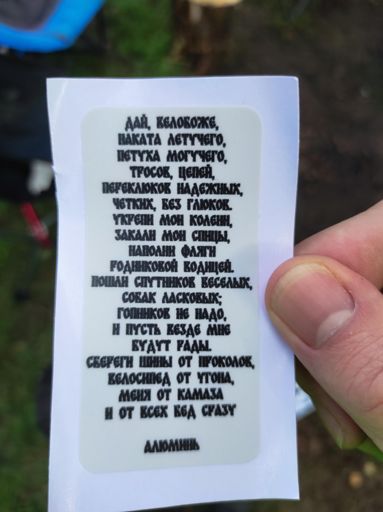 ДАЙ, ВЕЛОБОЖЕ,
НАКАТА ЛЕТУЧЕГО,
ПЕТУХА МОГУЧЕГО,
ТРОСОВ, ЦЕПЕЙ,
ПЕРЕКЛЮКОВ НАДЕЖНЫХ,
ЧЕТКИХ, БЕЗ ГЛЮКОВ.
УКРЕПИ МОИ КОЛЕНИ,
ЗАКАЛИ МОИ СПИЦЫ,
НАПОЛНИ ФЛЯГИ
РОДНИКОВОЙ ВОДИЦЕЙ.
ПОШЛИ СПУТНИКОВ ВЕСЕЛЫХ,
СОБАК ЛАСКОВЫХ;
ГОПНИКОВ НЕ НАДО,
И ПУСТЬ ВЕЗДЕ МНЕ
БУДУТ РАДЫ.
СБЕРЕГИ ШИНЫ ОТ ПРОКОЛОВ,
ВЕЛОСИПЕД ОТ УГОНА,
МЕНЯ ОТ КАМАЗА
И ОТ ВСЕХ БЕД СРАЗУ
АЛЮМИНЬ